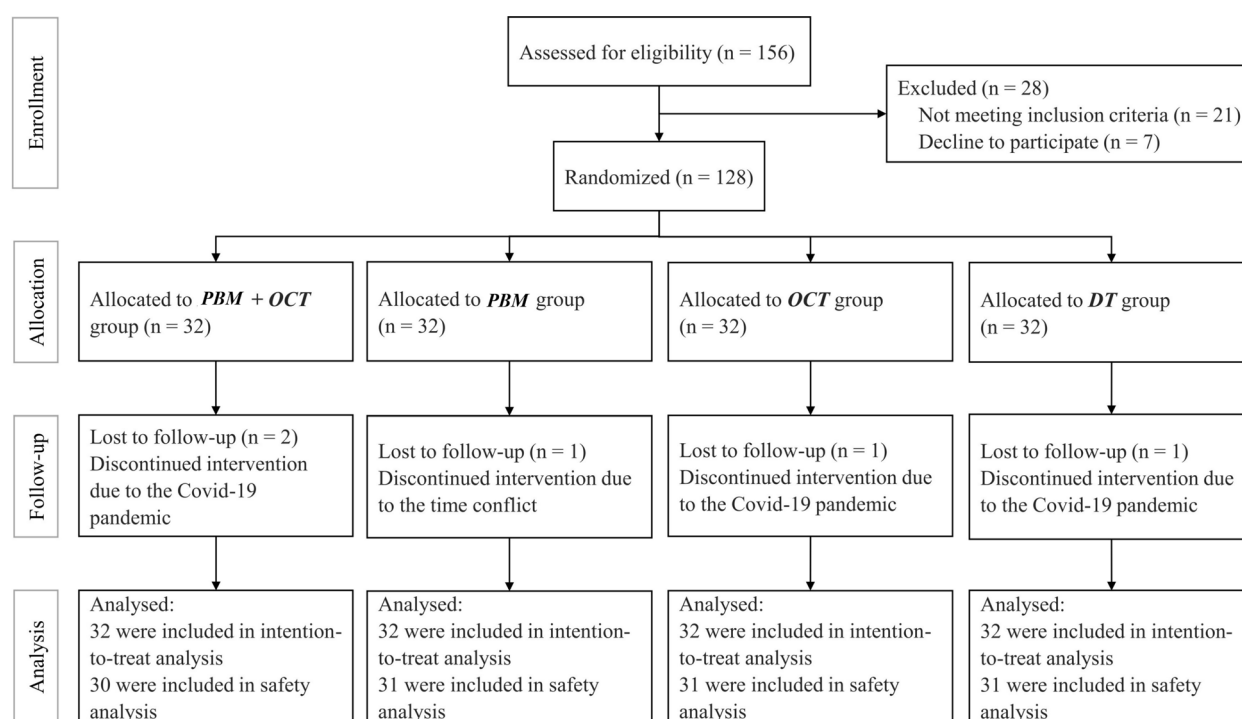 Enrollment
Assessed for eligibility (n = 156)
Excluded (n = 28)
Not meeting inclusion criteria (n = 21)
Decline to participate (n = 7)
Randomized (n = 128)
Allocation
Allocated to PBM + OCT
group (n = 32)
Allocated to PBM group
(n = 32)
Allocated to OCT group
(n = 32)
Allocated to DT group
(n = 32)
Follow-up
Lost to follow-up (n = 2)
Discontinued intervention
due to the Covid-19
pandemic
Lost to follow-up (n = 1)
Discontinued intervention due
to the time conflict
Lost to follow-up (n = 1)
Discontinued intervention due
to the Covid-19 pandemic
Lost to follow-up (n = 1)
Discontinued intervention due
to the Covid-19 pandemic
Analysis
Analysed:
32 were included in intention-
to-treat analysis
30 were included in safety
analysis
Analysed:
32 were included in intention-
to-treat analysis
31 were included in safety
analysis
Analysed:
32 were included in intention-
to-treat analysis
31 were included in safety
analysis
Analysed:
32 were included in intention-
to-treat analysis
31 were included in safety
analysis